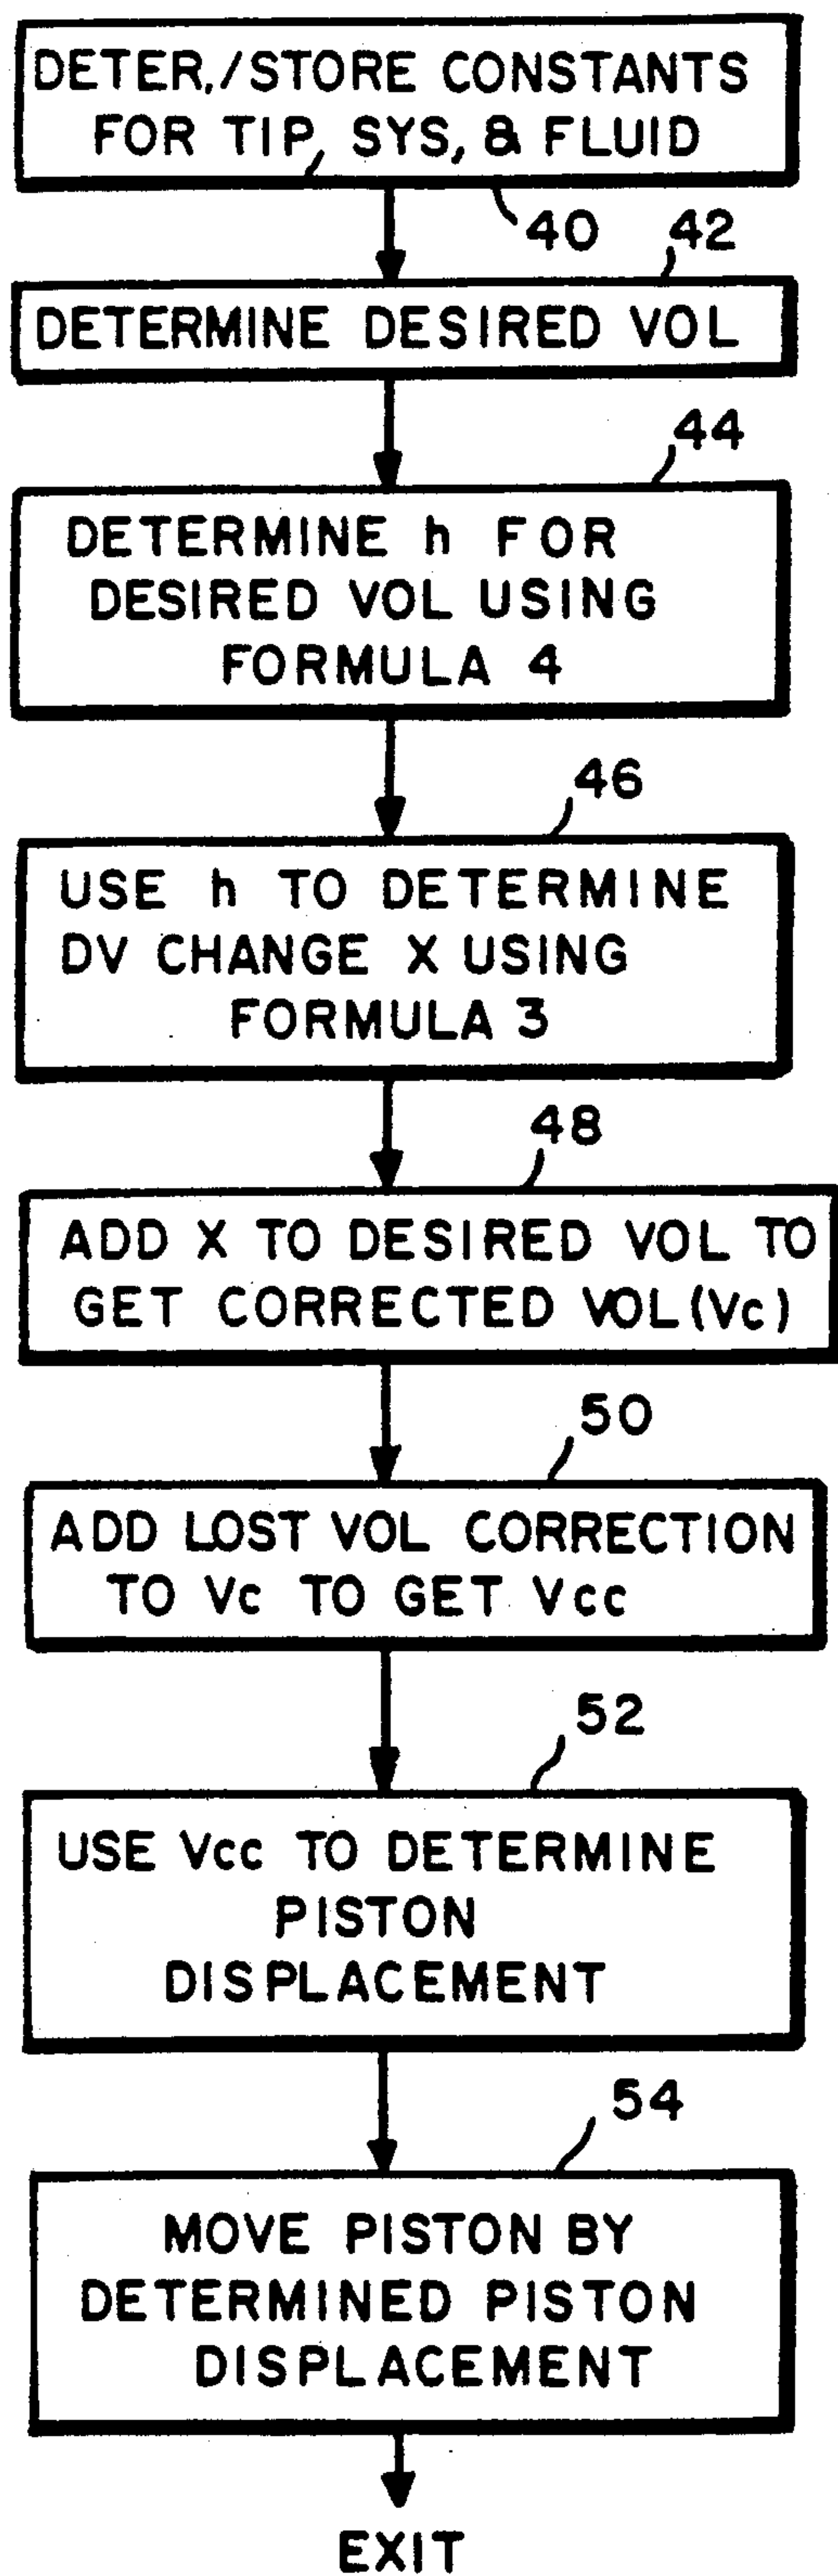 DETER./STORE CONSTANTS
FOR TIP, SYS, & FLUID
40
42
DETERMINE DESIRED VOL
44
DETERMINE h FOR
DESIRED VOL USING
FORMULA 4
46
USE h TO DETERMINE
DV CHANGE X USING
FORMULA 3
48
ADD X TO DESIRED VOL TO
GET CORRECTED VOL(Vc)
50
ADD LOST VOL CORRECTION
TO Vc TO GET Vcc
52
USE Vcc TO DETERMINE
PISTON
DISPLACEMENT
54
MOVE PISTON BY
DETERMINED PISTON
DISPLACEMENT
EXIT